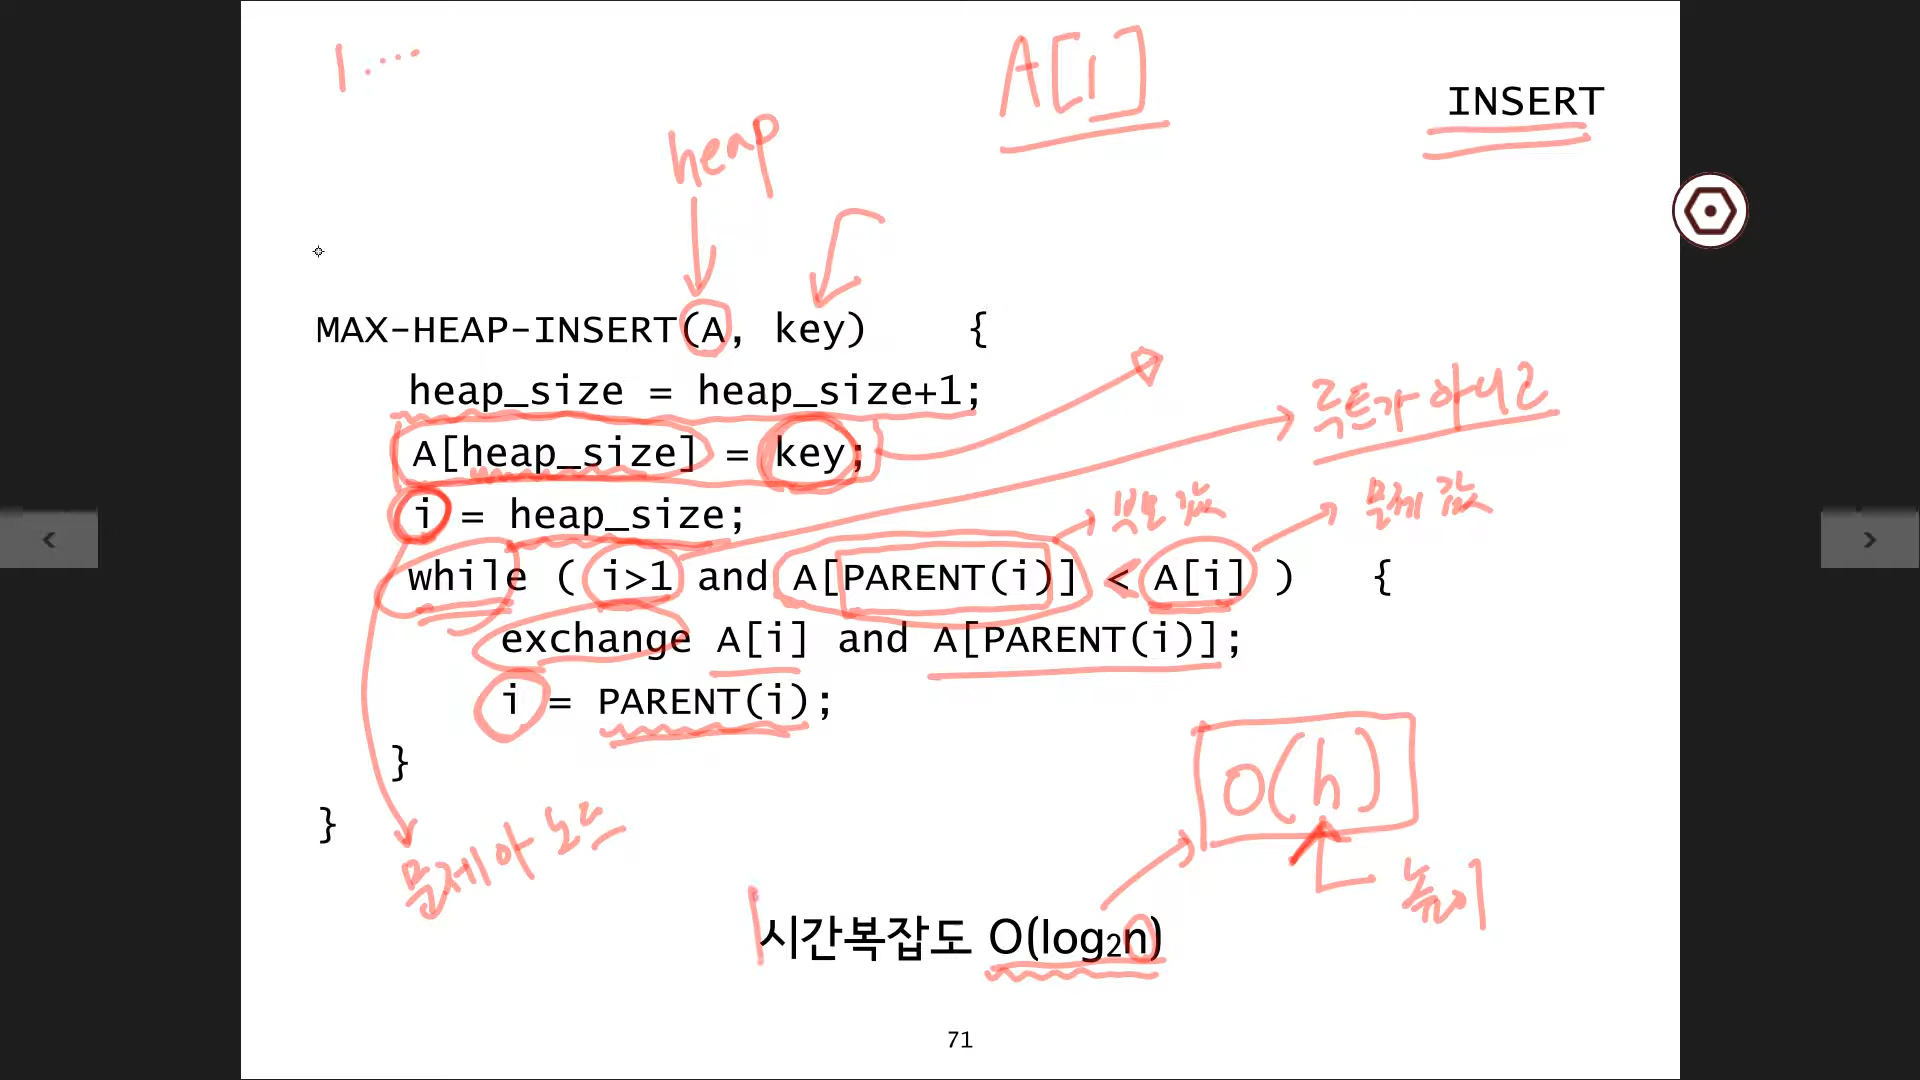 1 ....
A[i]
INSERT
heap
MAX-HEAP-INSERT(A, key) {
heap_size = heap_size+1;
루트가 아니고
A[heap_size] = key;
부모 값
문제 값
i = heap_size;
while ( i>1 and A[PARENT(i)] < A[i] ) {
exchange A[i] and A[PARENT(i)];
i = PARENT(i);
}
O(h)
}
문제아 노드
높이
시간복잡도 O(log₂n)
71